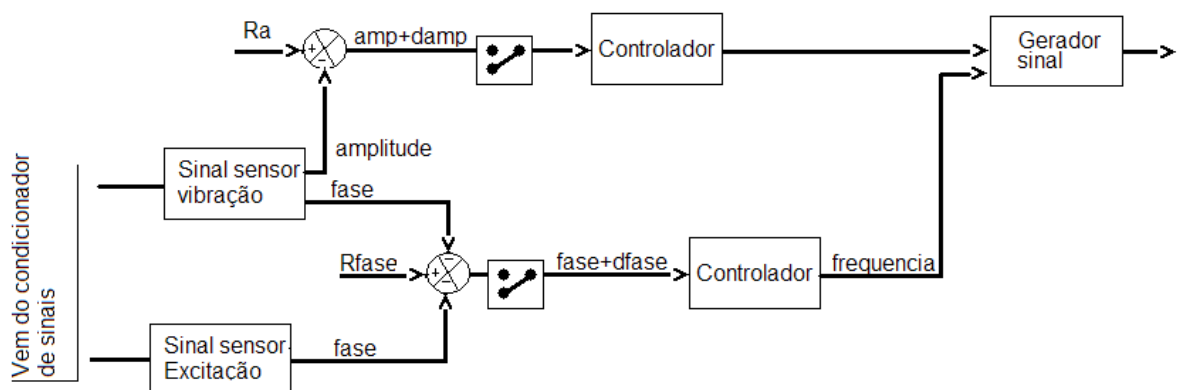 Ra
+
−
amp+damp
Controlador
Gerador
sinal
amplitude
Sinal sensor
vibração
fase
Vem do condicionador
de sinais
Rfase
+
−
fase+dfase
Controlador
frequencia
Sinal sensor
Excitação
fase